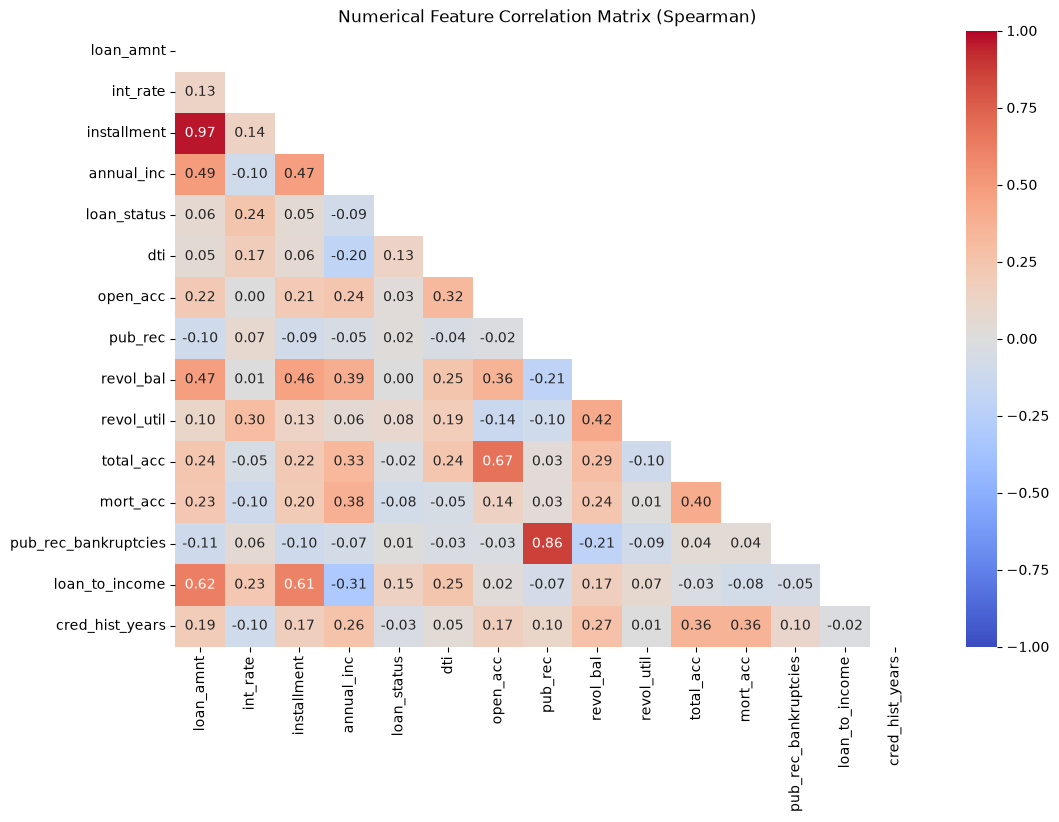 Numerical Feature Correlation Matrix (Spearman)
loan_amnt
int_rate 0.13
installment 0.97 0.14
annual_inc 0.49 -0.10 0.47
loan_status 0.06 0.24 0.05 -0.09
dti 0.05 0.17 0.06 -0.20 0.13
open_acc 0.22 0.00 0.21 0.24 0.03 0.32
pub_rec -0.10 0.07 -0.09 -0.05 0.02 -0.04 -0.02
revol_bal 0.47 0.01 0.46 0.39 0.00 0.25 0.36 -0.21
revol_util 0.10 0.30 0.13 0.06 0.08 0.19 -0.14 -0.10 0.42
total_acc 0.24 -0.05 0.22 0.33 -0.02 0.24 0.67 0.03 0.29 -0.10
mort_acc 0.23 -0.10 0.20 0.38 -0.08 -0.05 0.14 0.03 0.24 0.01 0.40
pub_rec_bankruptcies -0.11 0.06 -0.10 -0.07 0.01 -0.03 -0.03 0.86 -0.21 -0.09 0.04 0.04
loan_to_income 0.62 0.23 0.61 -0.31 0.15 0.25 0.02 -0.07 0.17 0.07 -0.03 -0.08 -0.05
cred_hist_years 0.19 -0.10 0.17 0.26 -0.03 0.05 0.17 0.10 0.27 0.01 0.36 0.36 0.10 -0.02
loan_amnt
int_rate
installment
annual_inc
loan_status
dti
open_acc
pub_rec
revol_bal
revol_util
total_acc
mort_acc
pub_rec_bankruptcies
loan_to_income
cred_hist_years
1.00
0.75
0.50
0.25
0.00
−0.25
−0.50
−0.75
−1.00